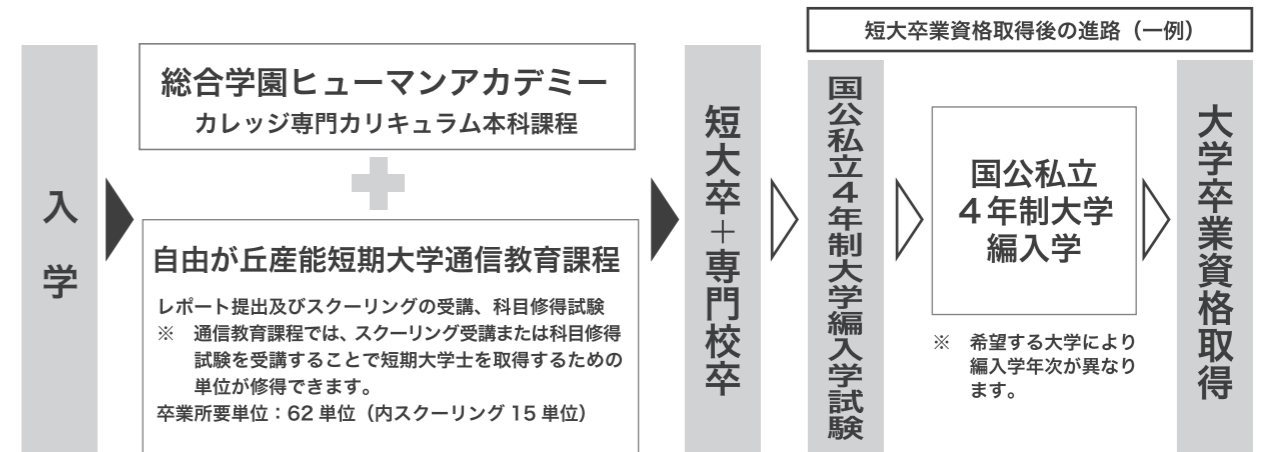 入学
総合学園ヒューマンアカデミー
カレッジ専門カリキュラム本科課程
自由が丘産能短期大学通信教育課程
レポート提出及びスクーリングの受講、科目修得試験
※　通信教育課程では、スクーリング受講または科目修得
試験を受講することで短期大学士を取得するための
単位が修得できます。
卒業所要単位：62 単位（内スクーリング 15 単位）
短大卒＋専門校卒
短大卒業資格取得後の進路（一例）
国公私立４年制大学編入学試験
国公私立
４年制大学
編入学
※　希望する大学により
編入学年次が異なり
ます。
大学卒業資格取得